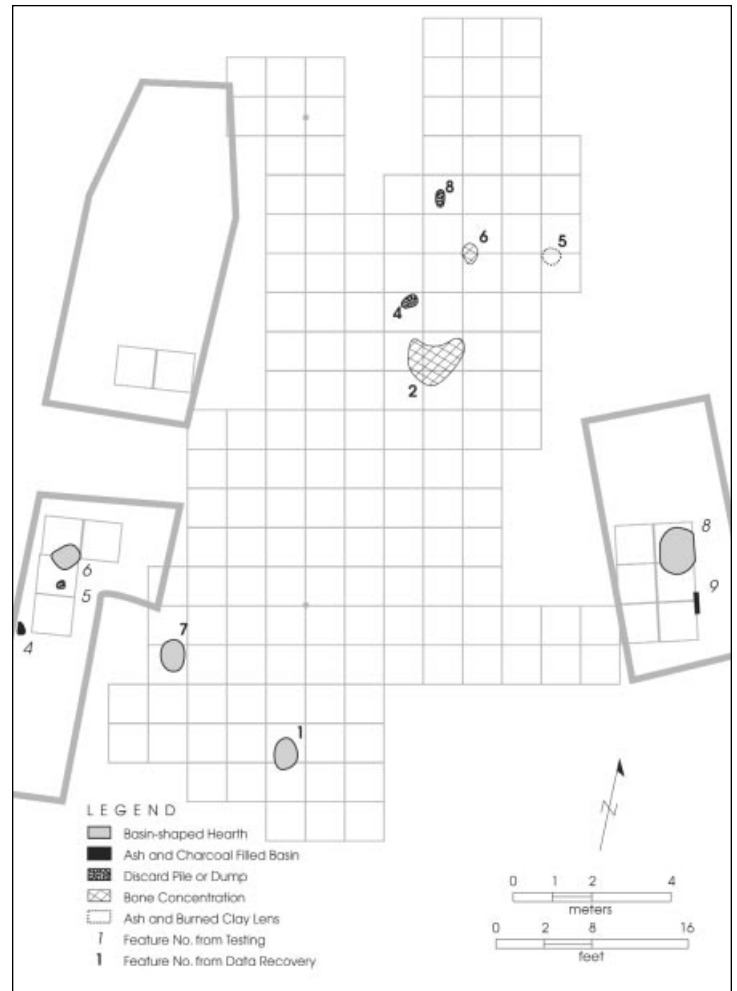 8
6
5
4
2
8
6
9
5
4
7
1
LEGEND
Basin-shaped Hearth
Ash and Charcoal Filled Basin
Discard Pile or Dump
Bone Concentration
Ash and Burned Clay Lens
1 Feature No. from Testing
1 Feature No. from Data Recovery
N
0 1 2 4
meters
0 2 8 16
feet